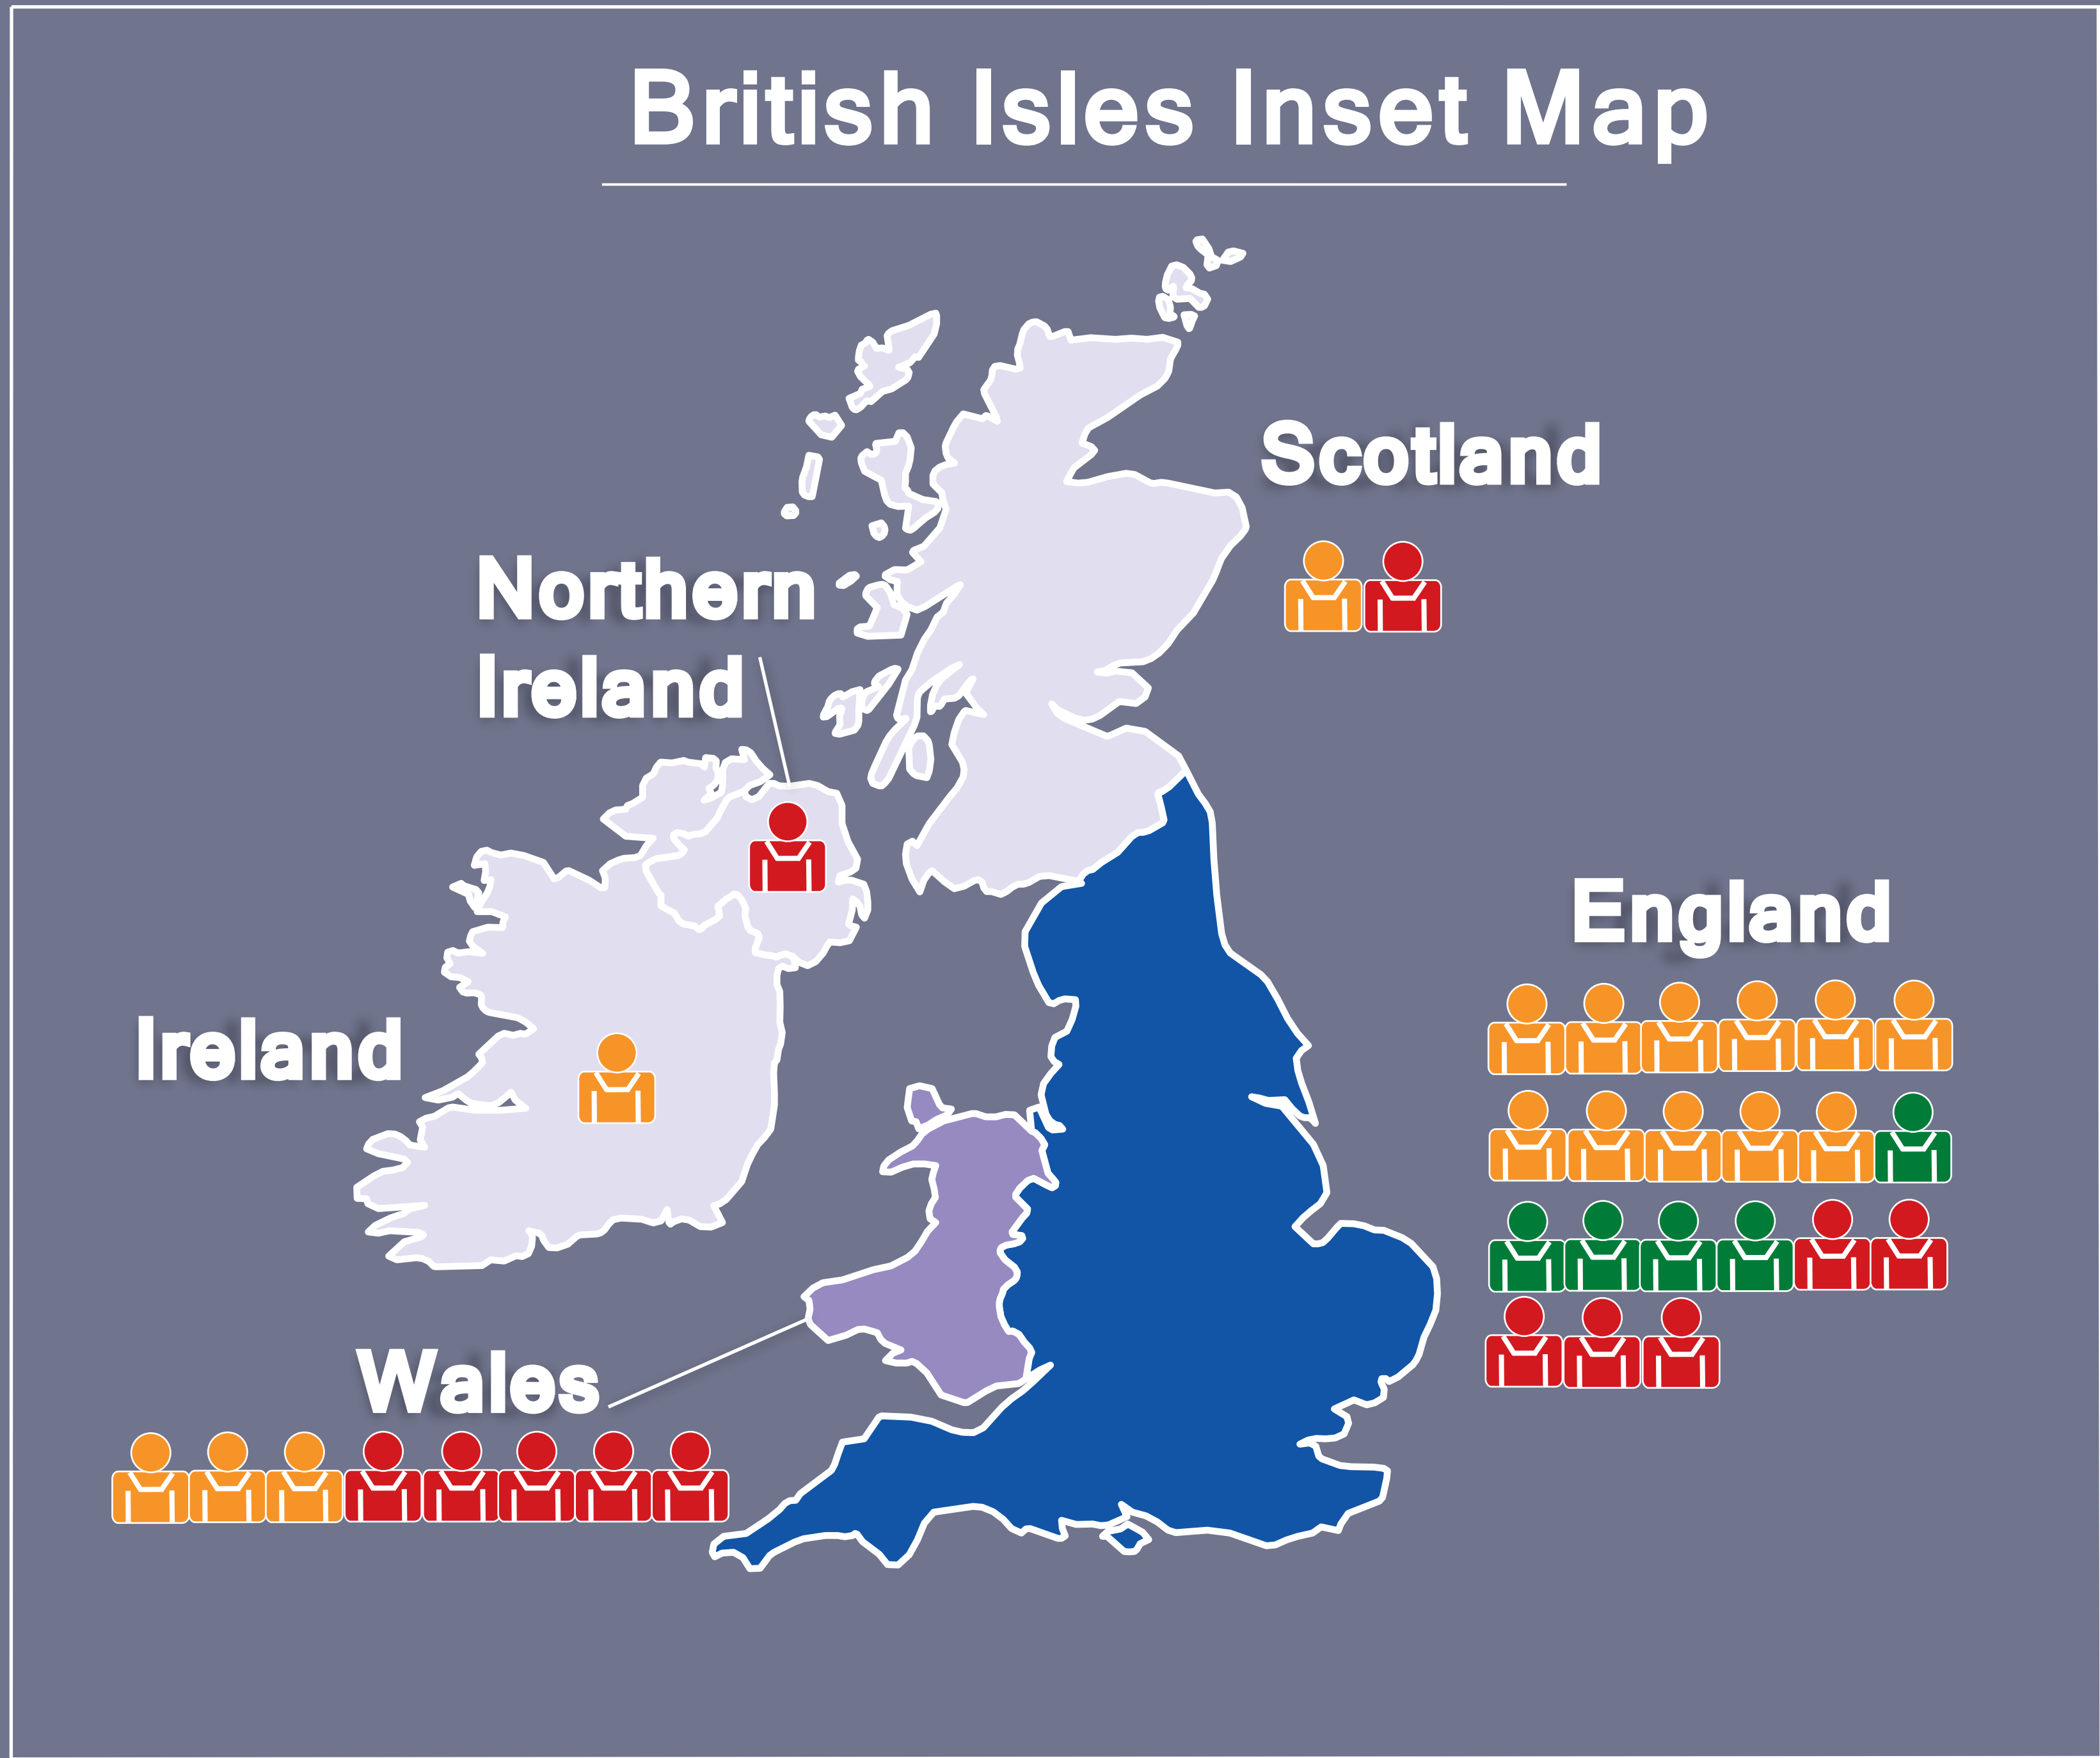 British Isles Inset Map
Scotland
Northern
Ireland
England
Ireland
Wales